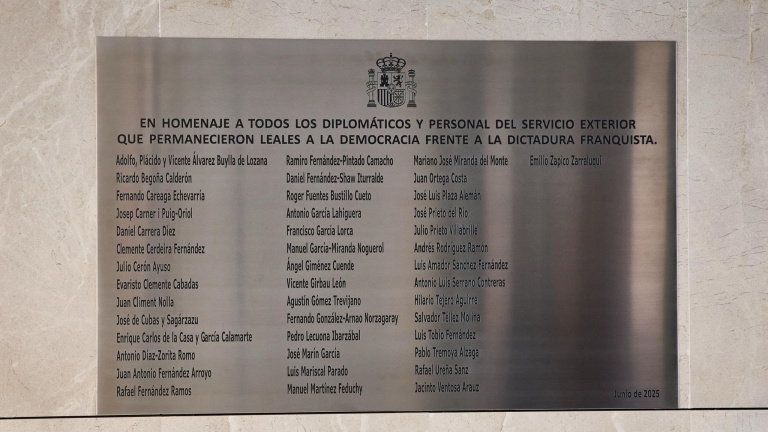 EN HOMENAJE A TODOS LOS DIPLOMÁTICOS Y PERSONAL DEL SERVICIO EXTERIOR
QUE PERMANECIERON LEALES A LA DEMOCRACIA FRENTE A LA DICTADURA FRANQUISTA.
Adolfo, Plácido y Vicente Álvarez Buylla de Lozana
Ricardo Begoña Calderón
Fernando Careaga Echevarría
Josep Carner i Puig-Oriol
Daniel Carrera Díez
Clemente Cerdeira Fernández
Julio Cerón Ayuso
Evaristo Clemente Cabadas
Juan Climent Nolla
José de Cubas y Sagárzazu
Enrique Carlos de la Casa y García Calamarte
Antonio Díaz-Zorita Romo
Juan Antonio Fernández Arroyo
Rafael Fernández Ramos
Ramiro Fernández-Pintado Camacho
Daniel Fernández-Shaw Iturralde
Roger Fuentes Bustillo Cueto
Antonio García Lahiguera
Francisco García Lorca
Manuel García-Miranda Noguerol
Ángel Giménez Cuende
Vicente Girbau León
Agustín Gómez Trevijano
Fernando González-Arnao Norzagaray
Pedro Lecuona Ibarzábal
José Marín García
Luis Mariscal Parado
Manuel Martínez Feduchy
Mariano José Miranda del Monte
Juan Ortega Costa
José Luis Plaza Alemán
José Prieto del Río
Julio Prieto Villabrille
Andrés Rodríguez Ramón
Luis Amador Sánchez Fernández
Antonio Luis Serrano Contreras
Hilario Tejero Aguirre
Salvador Téllez Molina
Luis Tobío Fernández
Pablo Tremoya Alzaga
Rafael Ureña Sanz
Jacinto Ventosa Arauz
Emilio Zapico Zarraluqui
Junio de 2025